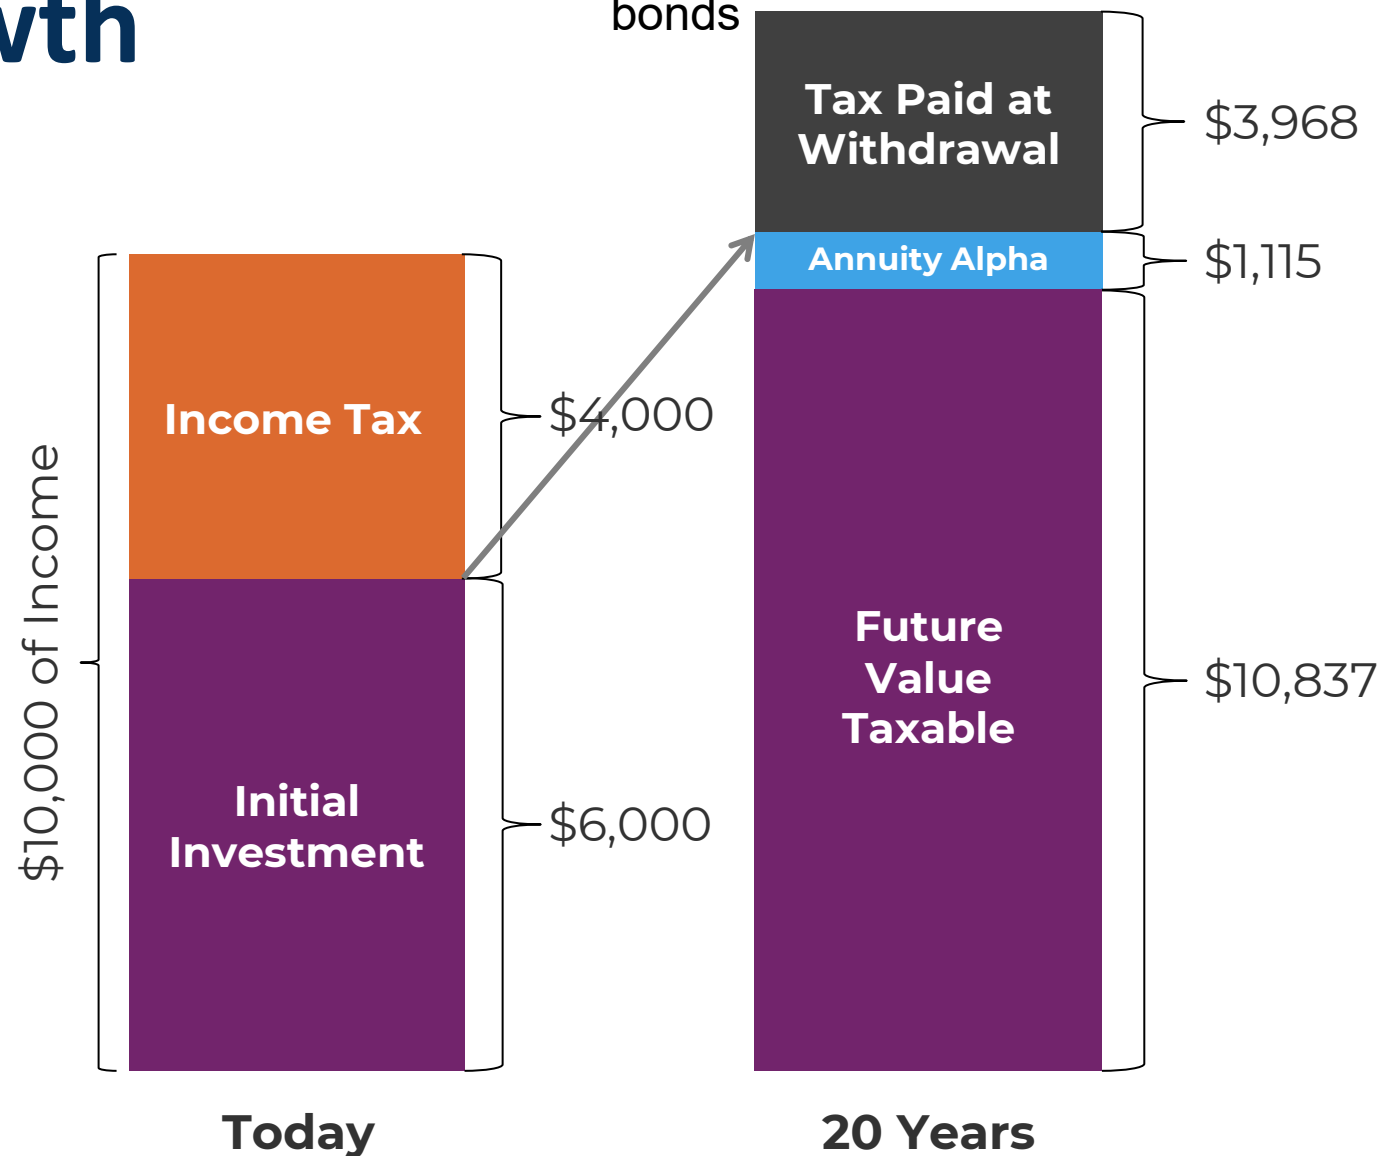 bonds
$10,000 of Income
Income Tax
$4,000
Initial
Investment
$6,000
Today
Tax Paid at
Withdrawal
$3,968
Annuity Alpha
$1,115
Future
Value
Taxable
$10,837
20 Years